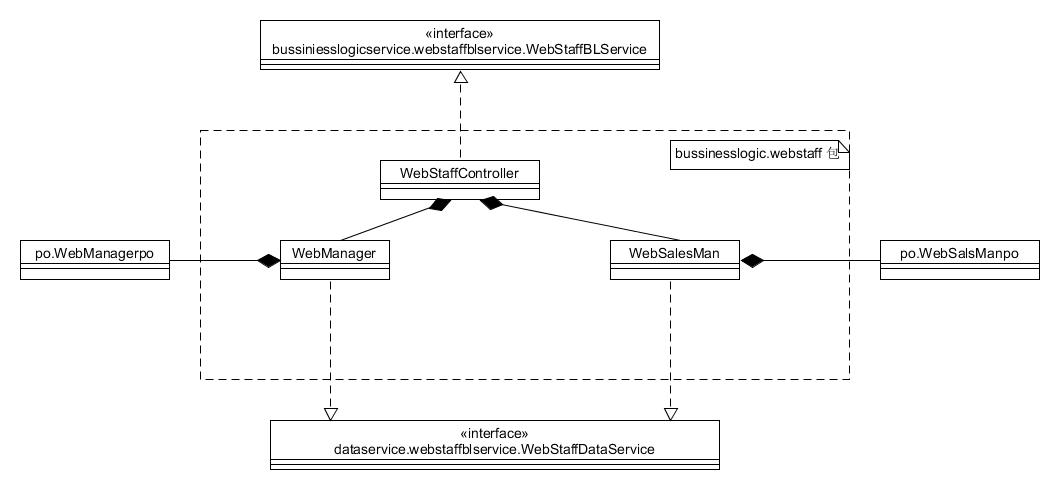 «interface»
bussiniesslogicservice.webstaffblservice.WebStaffBLService
bussinesslogic.webstaff 包
WebStaffController
po.WebManagerpo
WebManager
WebSalesMan
po.WebSalsManpo
«interface»
dataservice.webstaffblservice.WebStaffDataService